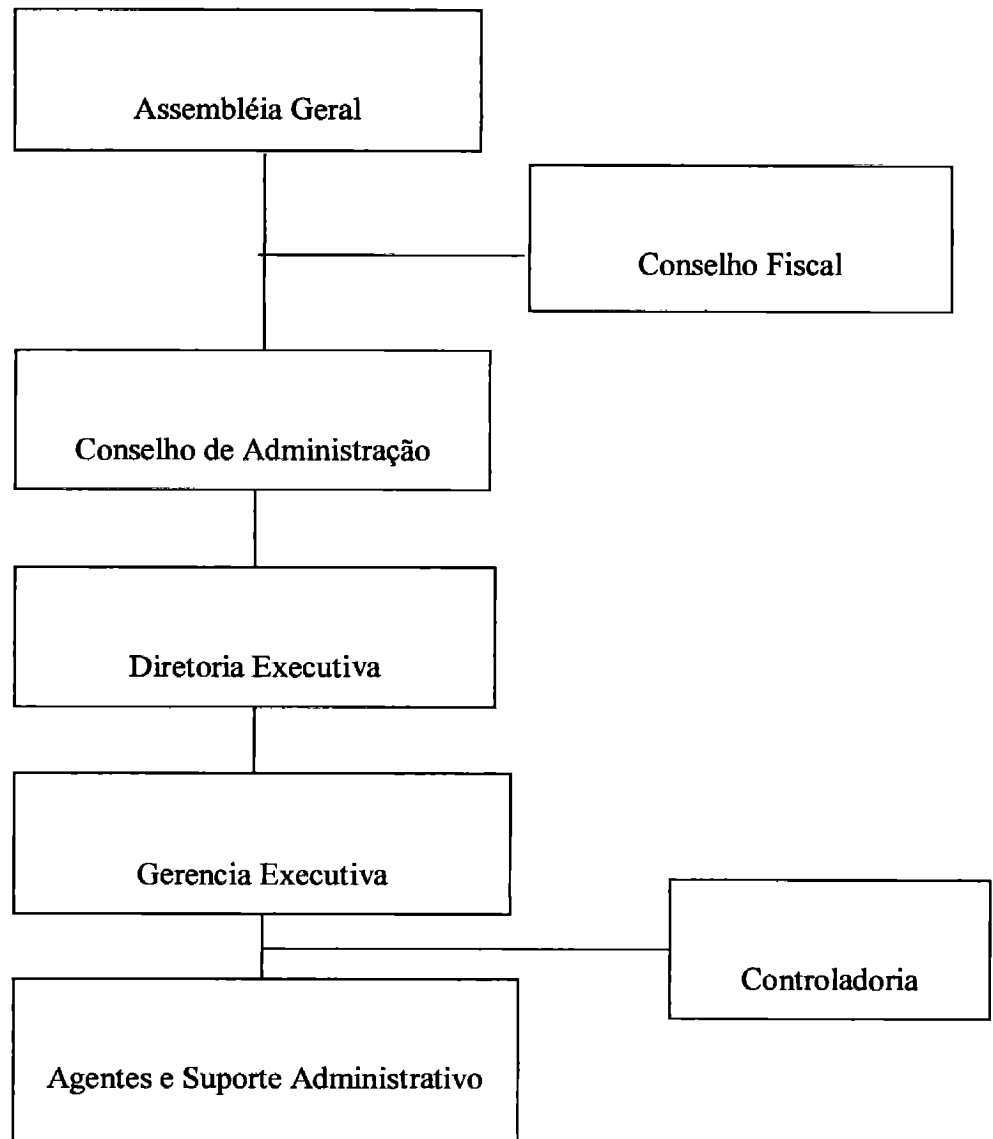 Assembléia Geral
Conselho Fiscal
Conselho de Administração
Diretoria Executiva
Gerencia Executiva
Controladoria
Agentes e Suporte Administrativo